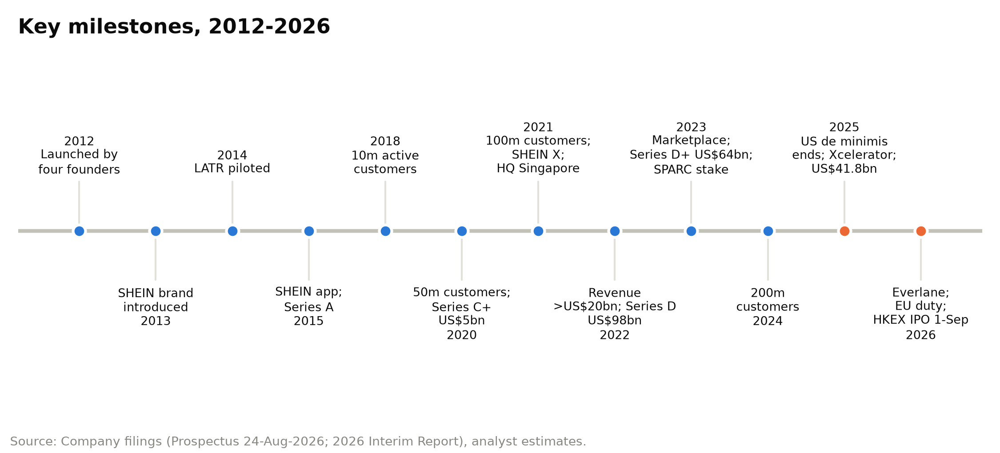 Key milestones, 2012-2026
2012
Launched by
four founders
SHEIN brand
introduced
2013
2014
LATR piloted
SHEIN app;
Series A
2015
2018
10m active
customers
50m customers;
Series C+
US$5bn
2020
2021
100m customers;
SHEIN X;
HQ Singapore
Revenue
>US$20bn; Series D
US$98bn
2022
2023
Marketplace;
Series D+ US$64bn;
SPARC stake
200m
customers
2024
2025
US de minimis
ends; Xcelerator;
US$41.8bn
Everlane;
EU duty;
HKEX IPO 1-Sep
2026
Source: Company filings (Prospectus 24-Aug-2026; 2026 Interim Report), analyst estimates.